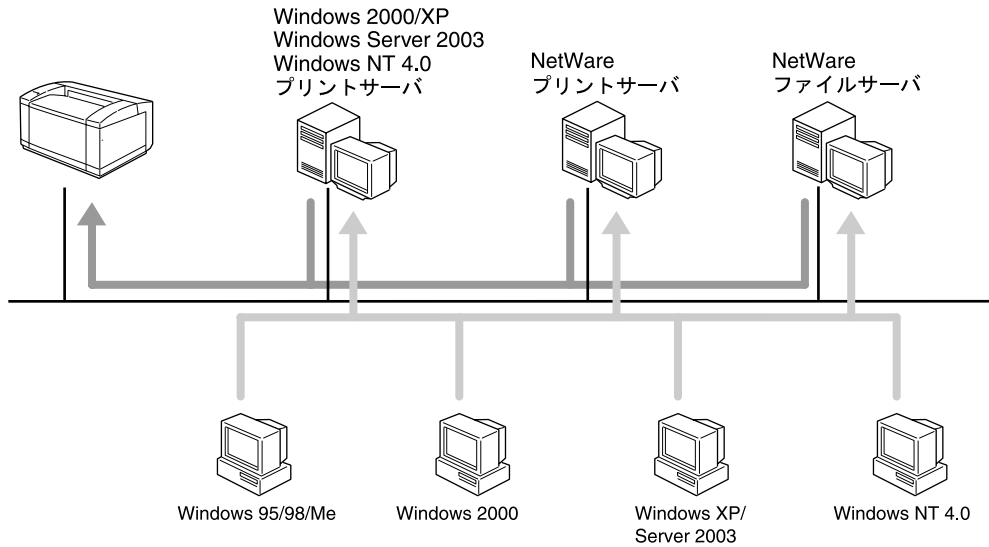 Windows 2000/XP
Windows Server 2003
Windows NT 4.0
プリントサーバ
NetWare
プリントサーバ
NetWare
ファイルサーバ
Windows 95/98/Me
Windows 2000
Windows XP/
Server 2003
Windows NT 4.0